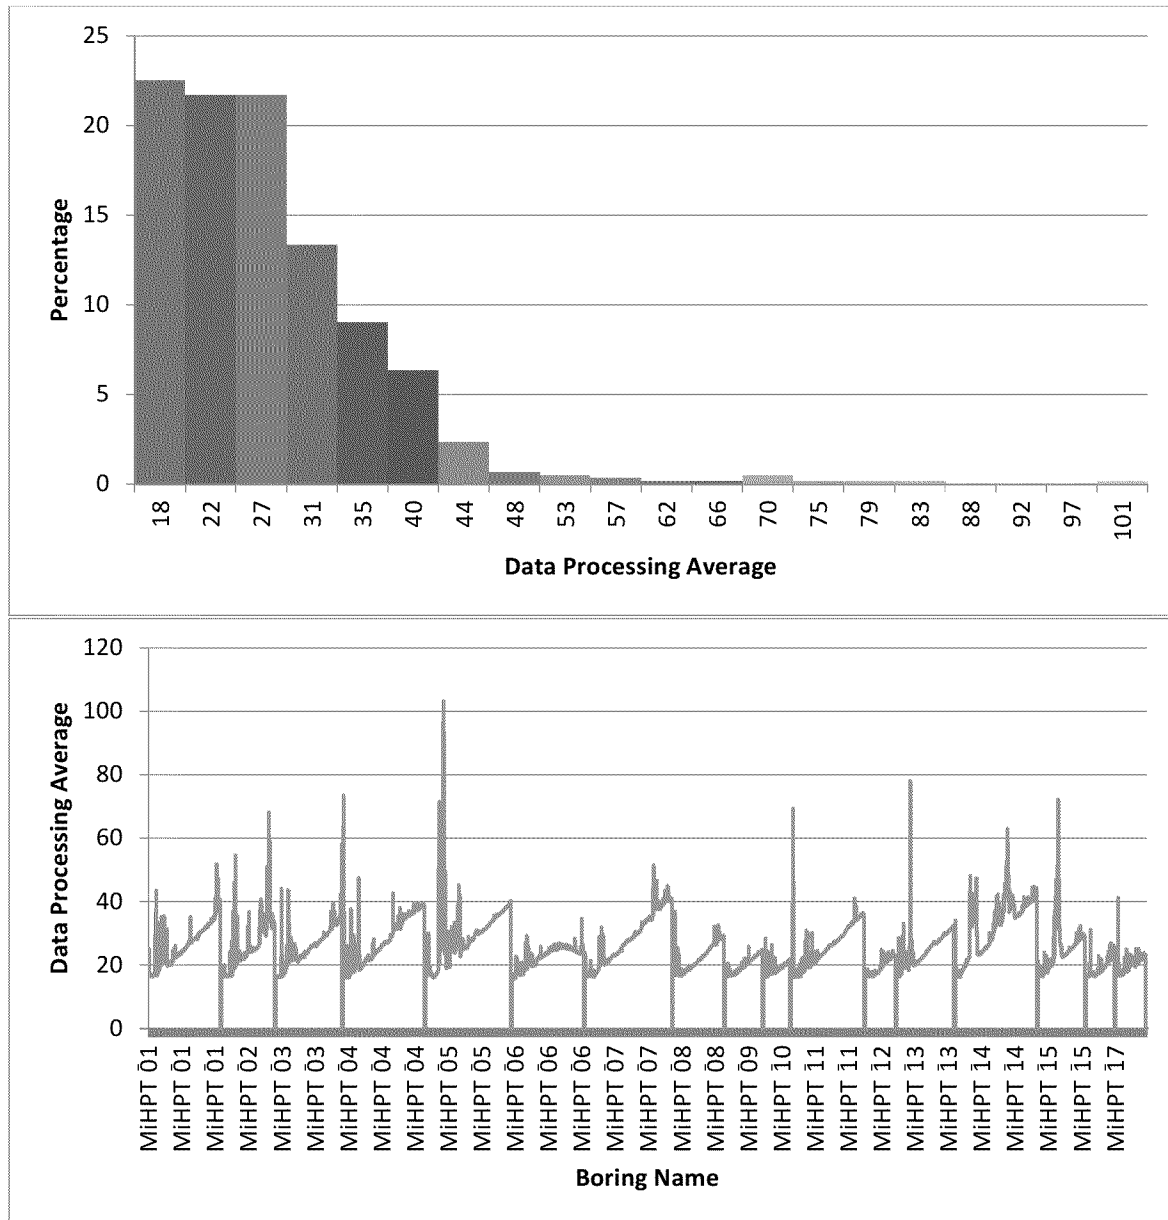 25
20
15
10
5
0
Percentage
18 22 27 31 35 40 44 48 53 57 62 66 70 75 79 83 88 92 97 101
Data Processing Average
120
100
80
60
40
20
0
Data Processing Average
MiHPT 01 MiHPT 01 MiHPT 01 MiHPT 02 MiHPT 03 MiHPT 03 MiHPT 04 MiHPT 04 MiHPT 04 MiHPT 05 MiHPT 05 MiHPT 06 MiHPT 06 MiHPT 07 MiHPT 07 MiHPT 08 MiHPT 08 MiHPT 09 MiHPT 10 MiHPT 11 MiHPT 11 MiHPT 12 MiHPT 13 MiHPT 13 MiHPT 14 MiHPT 14 MiHPT 15 MiHPT 15 MiHPT 17
Boring Name